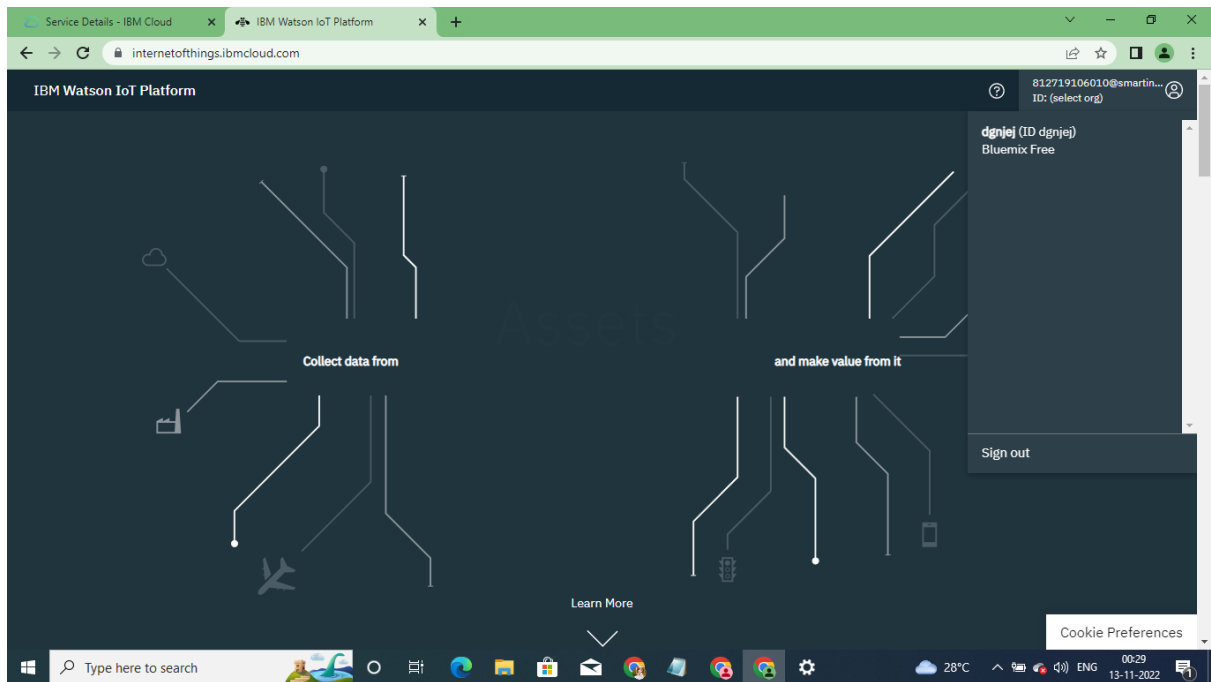 Service Details - IBM Cloud
IBM Watson IoT Platform
internetofthings.ibmcloud.com
IBM Watson IoT Platform
812719106010@smartin...
ID: (select org)
dgnjej (ID dgnjej)
Bluemix Free
Assets
Collect data from
and make value from it
Sign out
Learn More
Cookie Preferences
Type here to search
28°C
ENG
00:29
13-11-2022
1